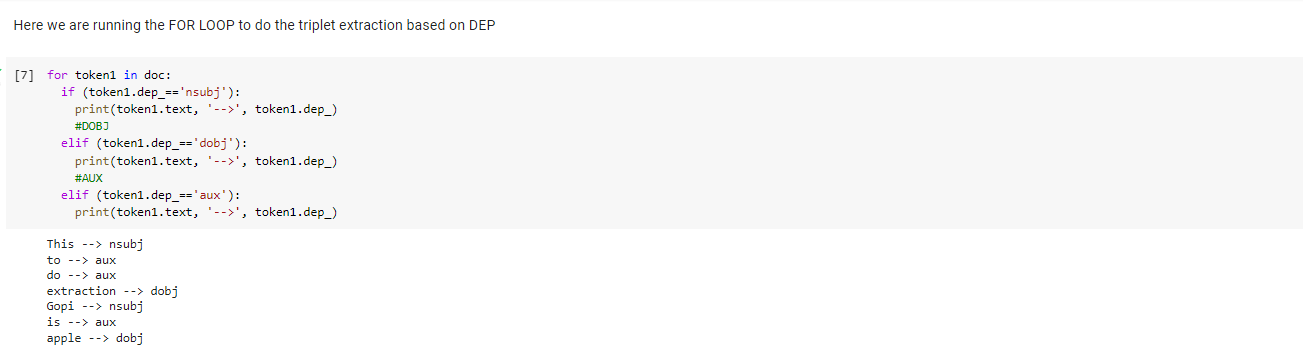 Here we are running the FOR LOOP to do the triplet extraction based on DEP
[7] for token1 in doc:
if (token1.dep_=='nsubj'):
print(token1.text, '-->', token1.dep_)
#DOBJ
elif (token1.dep_=='dobj'):
print(token1.text, '-->', token1.dep_)
#AUX
elif (token1.dep_=='aux'):
print(token1.text, '-->', token1.dep_)
This --> nsubj
to --> aux
do --> aux
extraction --> dobj
Gopi --> nsubj
is --> aux
apple --> dobj